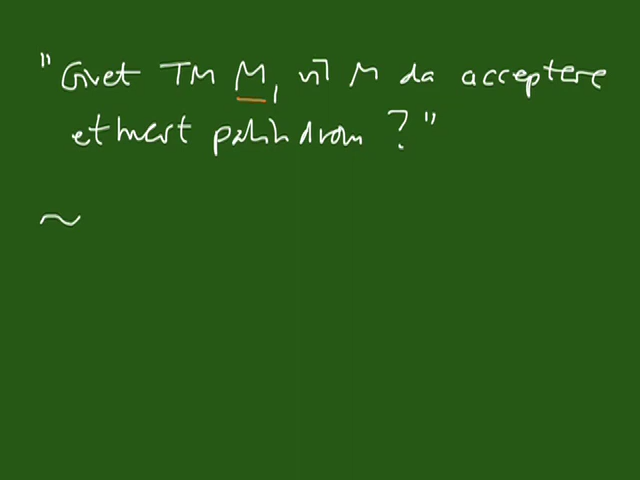 "Givet TM M, vil M da acceptere
ethvert palindrom ?"
~